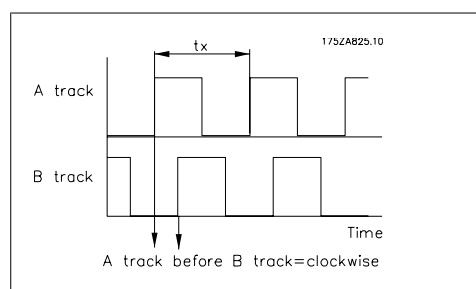 tx
175ZA825.10
A track
B track
Time
A track before B track=clockwise